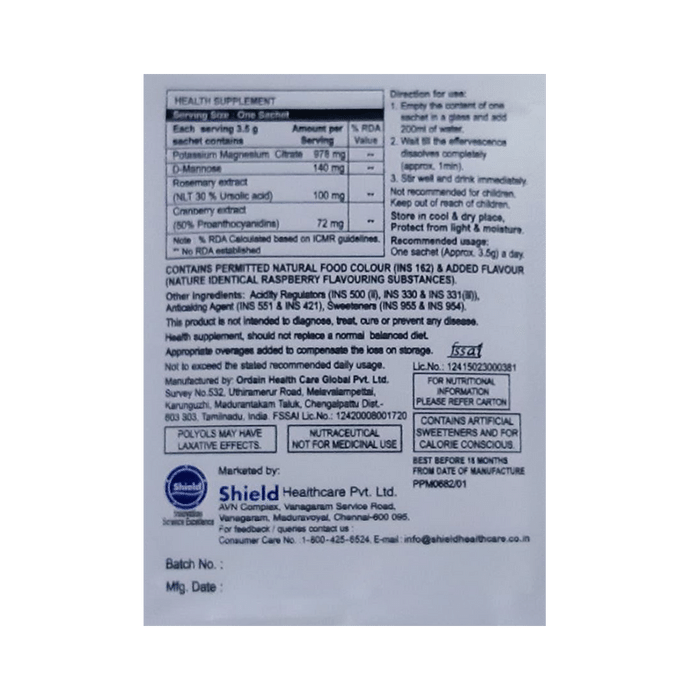 HEALTH SUPPLEMENT
Serving Size : One Sachet
Each serving 3.5 g sachet contains Amount per Serving % RDA Value
Potassium Magnesium Citrate 978 mg **
D-Mannose 140 mg **
Rosemary extract
(NLT 30 % Ursolic acid) 100 mg **
Cranberry extract
(50% Proanthocyanidins) 72 mg **
Note : % RDA Calculated based on ICMR guidelines.
** No RDA established
Direction for use:
1. Empty the content of one
sachet in a glass and add
200ml of water.
2. Wait till the effervescence
dissolves completely
(approx. 1min).
3. Stir well and drink immediately.
Not recommended for children.
Keep out of reach of children.
Store in cool & dry place,
Protect from light & moisture.
Recommended usage:
One sachet (Approx. 3.5g) a day.
CONTAINS PERMITTED NATURAL FOOD COLOUR (INS 162) & ADDED FLAVOUR
(NATURE IDENTICAL RASPBERRY FLAVOURING SUBSTANCES).
Other ingredients: Acidity Regulators (INS 500 (ii), INS 330 & INS 331(iii)),
Anticaking Agent (INS 551 & INS 421), Sweeteners (INS 955 & INS 954).
This product is not intended to diagnose, treat, cure or prevent any disease.
Health supplement, should not replace a normal balanced diet.
Appropriate overages added to compensate the loss on storage.
Not to exceed the stated recommended daily usage.
fssai
Lic.No.: 12415023000381
Manufactured by: Ordain Health Care Global Pvt. Ltd.
Survey No.532, Uthiramerur Road, Melavalampettai,
Karunguzhi, Madurantakam Taluk, Chengalpattu Dist.-
603 303, Tamilnadu, India. FSSAI Lic.No.: 12420008001720
FOR NUTRITIONAL
INFORMATION
PLEASE REFER CARTON
POLYOLS MAY HAVE
LAXATIVE EFFECTS.
NUTRACEUTICAL
NOT FOR MEDICINAL USE
CONTAINS ARTIFICIAL
SWEETENERS AND FOR
CALORIE CONSCIOUS.
BEST BEFORE 18 MONTHS
FROM DATE OF MANUFACTURE
PPM0682/01
Shield
Science Excellence
Marketed by:
Shield Healthcare Pvt. Ltd.
AVN Complex, Vanagaram Service Road,
Vanagaram, Maduravoyal, Chennai-600 095.
For feedback / queries contact us :
Consumer Care No. :1-800-425-8524, E-mail : info@shieldhealthcare.co.in
Batch No. :
Mfg. Date :